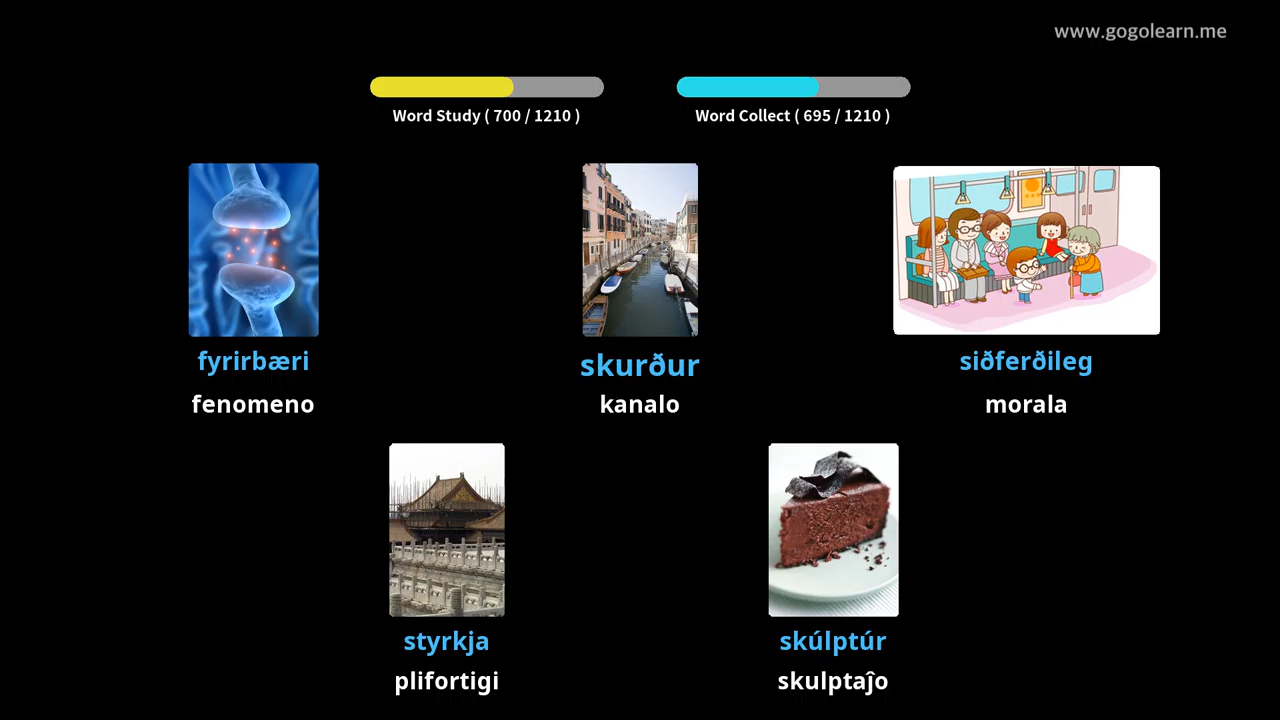 www.gogolearn.me
Word Study ( 700 / 1210 )
Word Collect ( 695 / 1210 )
fyrirbæri
skurður
siðferðileg
fenomeno
kanalo
morala
styrkja
skúlptúr
plifortigi
skulptaĵo